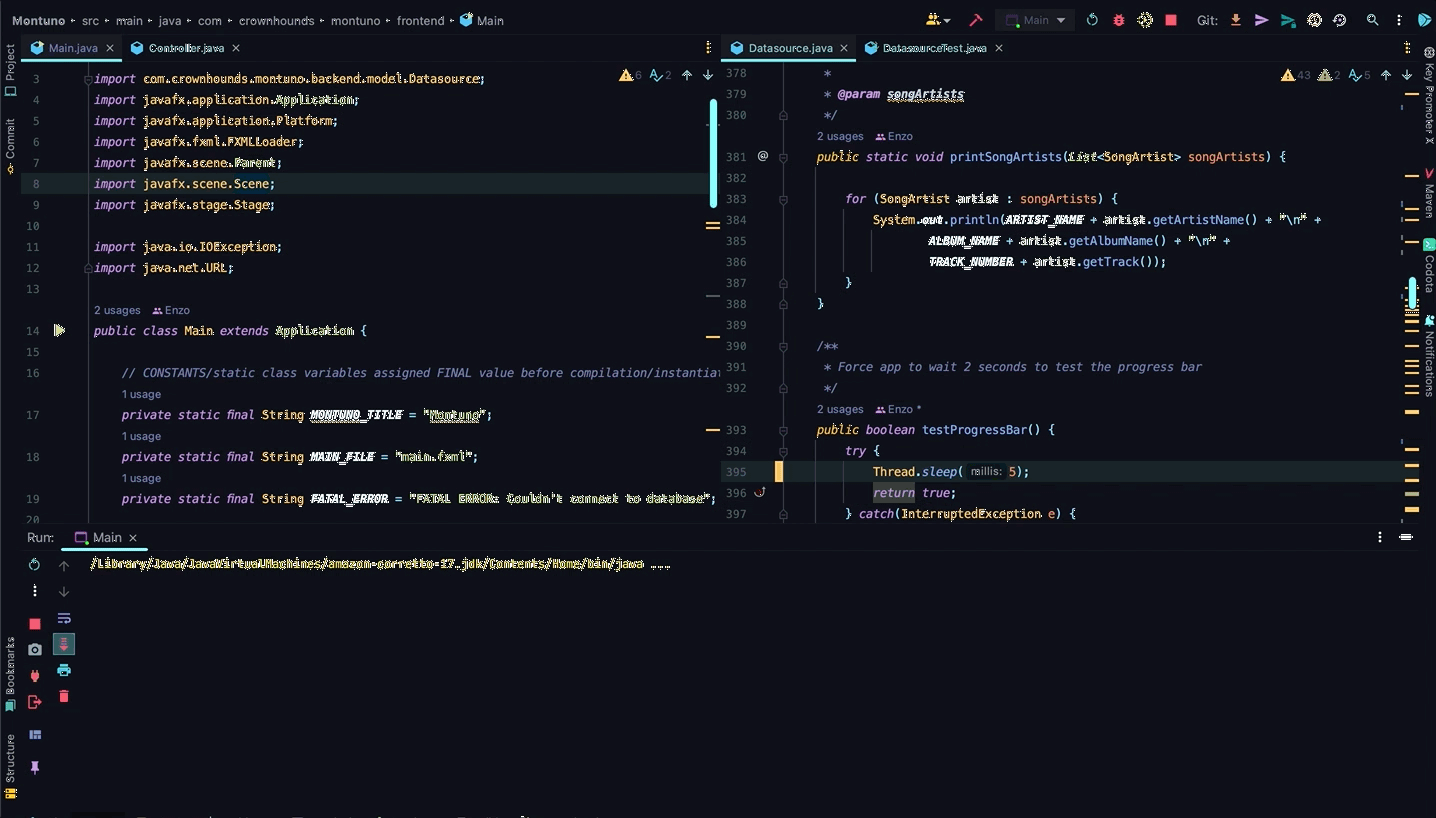 Montuno › src › main › java › com › crownhounds › montuno › frontend › Main
Main
Git:
Main.java
Controller.java
Datasource.java
DatasourceTest.java
Project
Commit
Bookmarks
Structure
3 import com.crownhounds.montuno.backend.model.Datasource;
4 import javafx.application.Application;
5 import javafx.application.Platform;
6 import javafx.fxml.FXMLLoader;
7 import javafx.scene.Parent;
8 import javafx.scene.Scene;
9 import javafx.stage.Stage;
10
11 import java.io.IOException;
12 import java.net.URL;
13
2 usages Enzo
14 public class Main extends Application {
15
16 // CONSTANTS/static class variables assigned FINAL value before compilation/instantiat
1 usage
17 private static final String MONTUNO_TITLE = "Montuno";
1 usage
18 private static final String MAIN_FILE = "main.fxml";
1 usage
19 private static final String FATAL_ERROR = "FATAL ERROR: Couldn't connect to database";
20
6 2
378 *
379 * @param songArtists
380 */
2 usages Enzo
381 @ public static void printSongArtists(List<SongArtist> songArtists) {
382
383 for (SongArtist artist : songArtists) {
384 System.out.println(ARTIST_NAME + artist.getArtistName() + "\n" +
385 ALBUM_NAME + artist.getAlbumName() + "\n" +
386 TRACK_NUMBER + artist.getTrack());
387 }
388 }
389
390 /**
391 * Force app to wait 2 seconds to test the progress bar
392 */
2 usages Enzo *
393 public boolean testProgressBar() {
394 try {
395 Thread.sleep( millis: 5);
396 return true;
397 } catch(InterruptedException e) {
43 2 5
Key Promoter X
Maven
Codota
Notifications
Run: Main
/Library/Java/JavaVirtualMachines/amazon-corretto-17.jdk/Contents/Home/bin/java ...